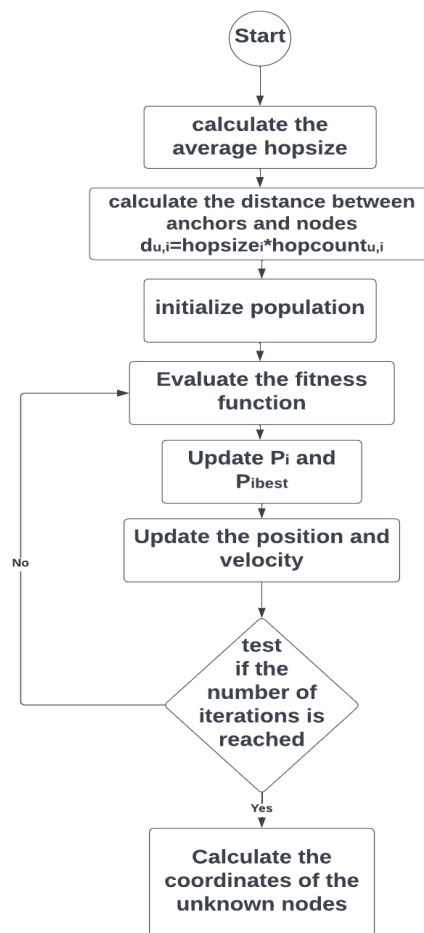 Start
calculate the
average hopsize
calculate the distance between
anchors and nodes
du,i=hopsizei*hopcountu,i
initialize population
Evaluate the fitness
function
Update Pi and
Pibest
Update the position and
velocity
No
test
if the
number of
iterations is
reached
Yes
Calculate the
coordinates of the
unknown nodes